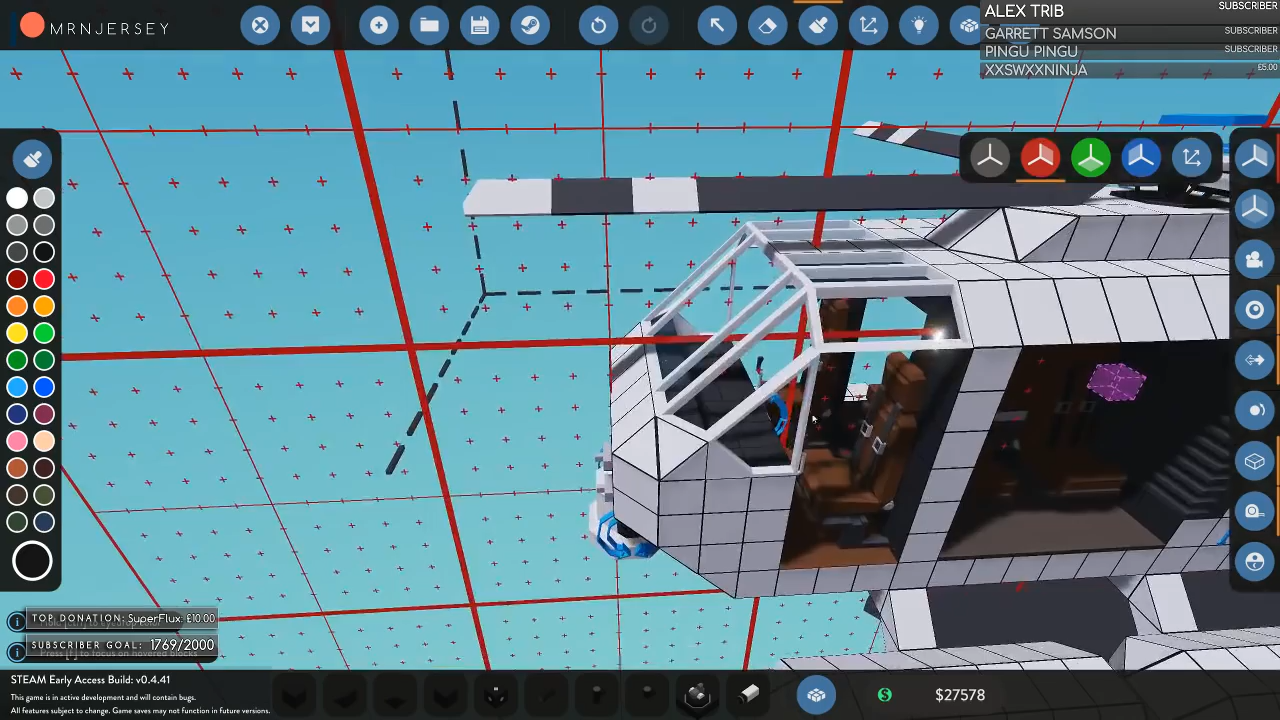 MRNJERSEY
ALEX TRIB SUBSCRIBER
GARRETT SAMSON SUBSCRIBER
PINGU PINGU SUBSCRIBER
XXSWXXNINJA £5.00
TOP DONATION: SuperFlux: £10.00
SUBSCRIBER GOAL: 1769/2000
STEAM Early Access Build: v0.4.41
This game is in active development and will contain bugs.
All features subject to change. Game saves may not function in future versions.
$ $27578